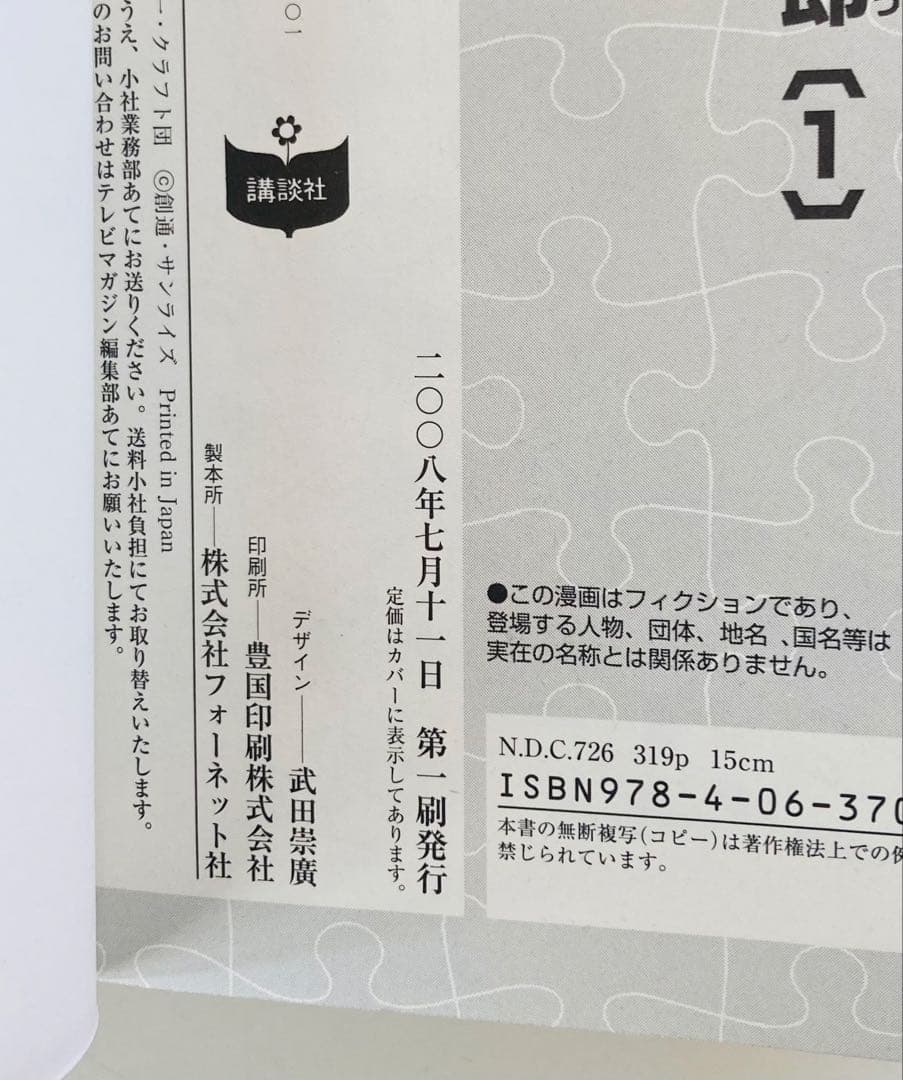 【1】
●この漫画はフィクションであり、
登場する人物、団体、地名、国名等は
実在の名称とは関係ありません。
N.D.C.726 319p 15cm
ISBN978-4-06-370
本書の無断複写(コピー)は著作権法上での例
禁じられています。
二〇〇八年七月十一日 第一刷発行
定価はカバーに表示してあります。
〇一
講談社
デザイン――武田崇廣
印刷所――豊国印刷株式会社
製本所――株式会社フォーネット社
ー・クラフト団 ©創通・サンライズ Printed in Japan
うえ、小社業務部あてにお送りください。送料小社負担にてお取り替えいたします。
のお問い合わせはテレビマガジン編集部あてにお願いいたします。